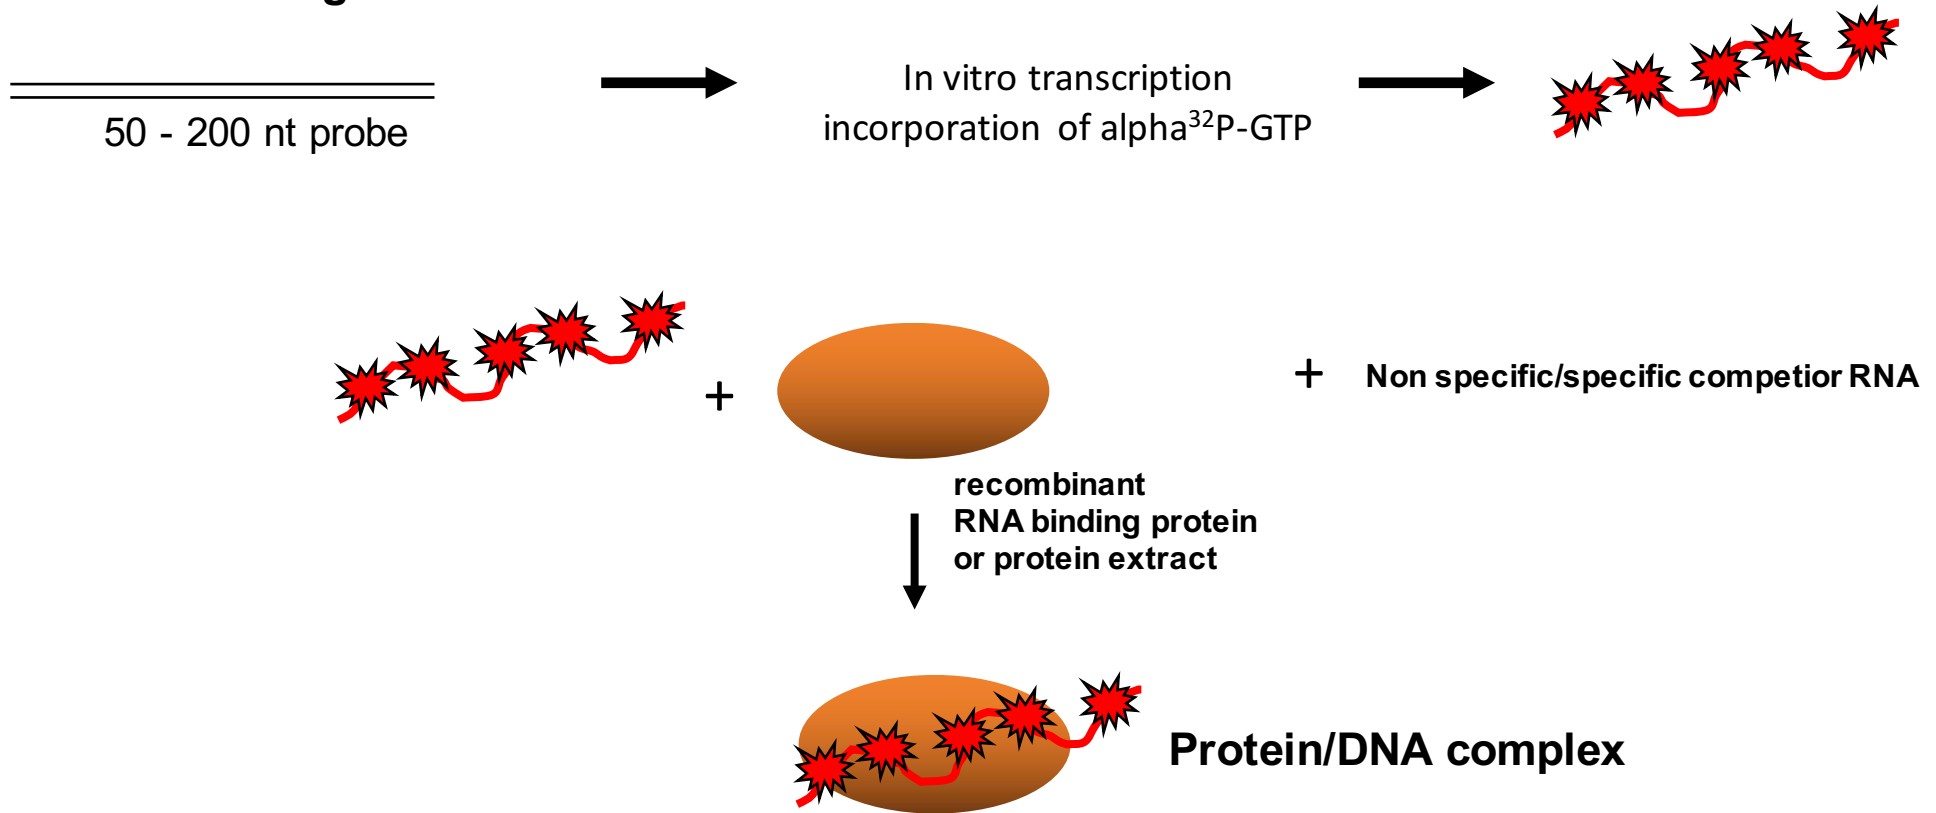 In vitro transcription
incorporation of alpha³²P-GTP
50 - 200 nt probe
+
+ Non specific/specific competior RNA
recombinant
RNA binding protein
or protein extract
Protein/DNA complex